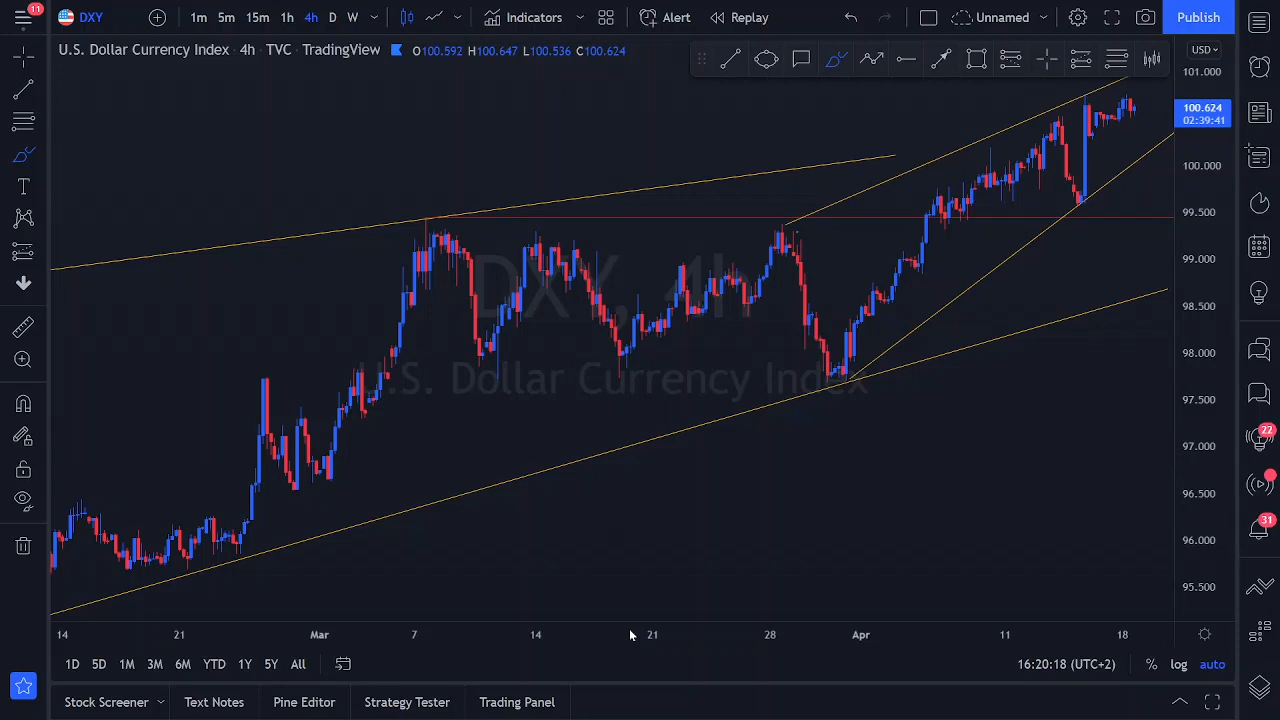 11
DXY
1m 5m 15m 1h 4h D W
Indicators
Alert
Replay
Unnamed
Publish
U.S. Dollar Currency Index · 4h · TVC · TradingView
O100.592 H100.647 L100.536 C100.624
USD
101.000
100.624
02:39:41
100.000
99.500
99.000
98.500
98.000
97.500
97.000
96.500
96.000
95.500
DXY, 4h
U.S. Dollar Currency Index
22
31
14 21 Mar 7 14 21 28 Apr 11 18
1D 5D 1M 3M 6M YTD 1Y 5Y All
16:20:18 (UTC+2) % log auto
Stock Screener Text Notes Pine Editor Strategy Tester Trading Panel